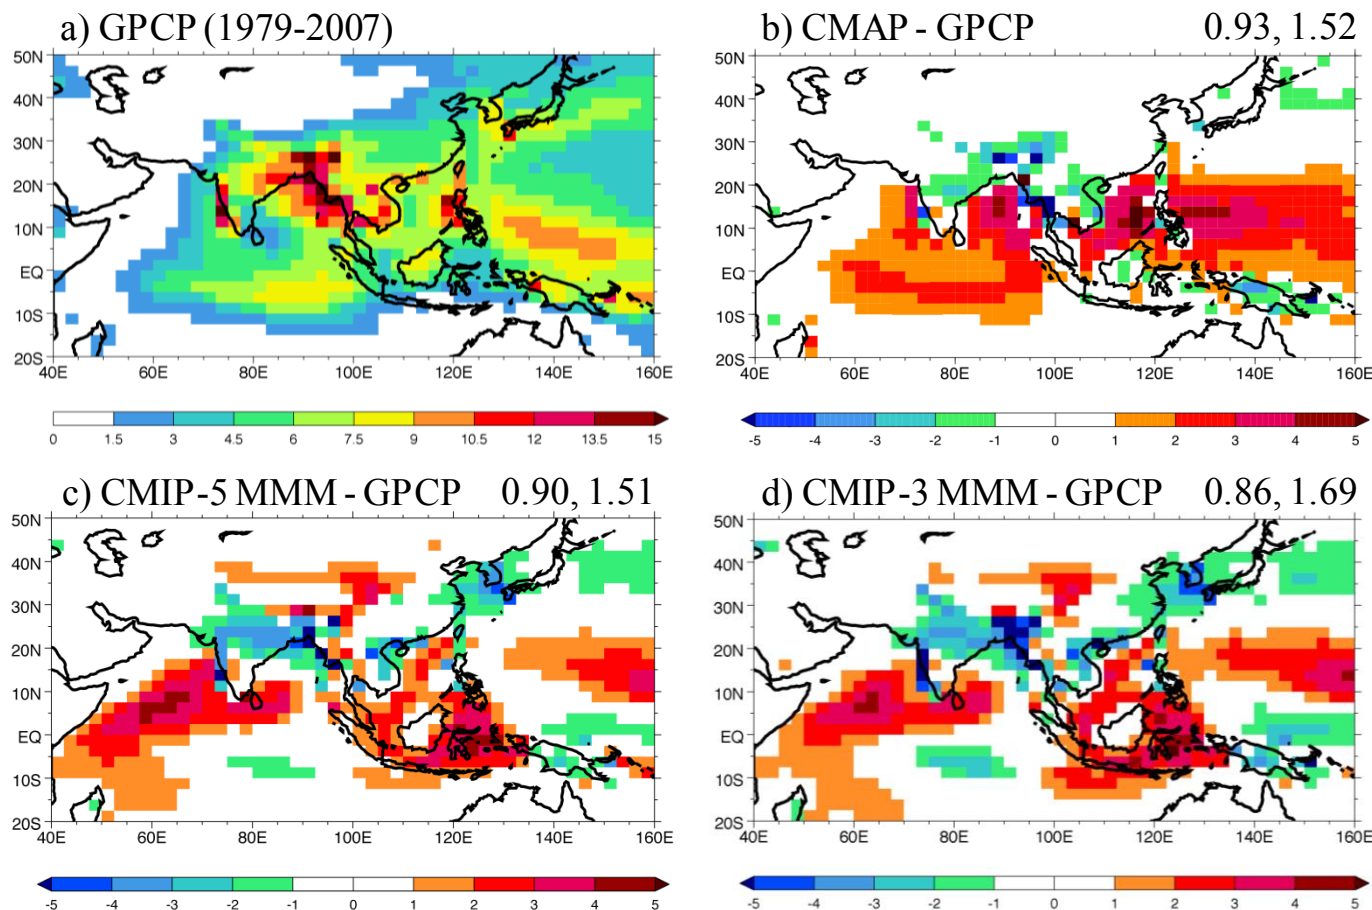 a) GPCP (1979-2007)
50N
40N
30N
20N
10N
EQ
10S
20S
40E 60E 80E 100E 120E 140E 160E
0 1.5 3 4.5 6 7.5 9 10.5 12 13.5 15
b) CMAP - GPCP 0.93, 1.52
50N
40N
30N
20N
10N
EQ
10S
20S
40E 60E 80E 100E 120E 140E 160E
-5 -4 -3 -2 -1 0 1 2 3 4 5
c) CMIP-5 MMM - GPCP 0.90, 1.51
50N
40N
30N
20N
10N
EQ
10S
20S
40E 60E 80E 100E 120E 140E 160E
-5 -4 -3 -2 -1 0 1 2 3 4 5
d) CMIP-3 MMM - GPCP 0.86, 1.69
50N
40N
30N
20N
10N
EQ
10S
20S
40E 60E 80E 100E 120E 140E 160E
-5 -4 -3 -2 -1 0 1 2 3 4 5